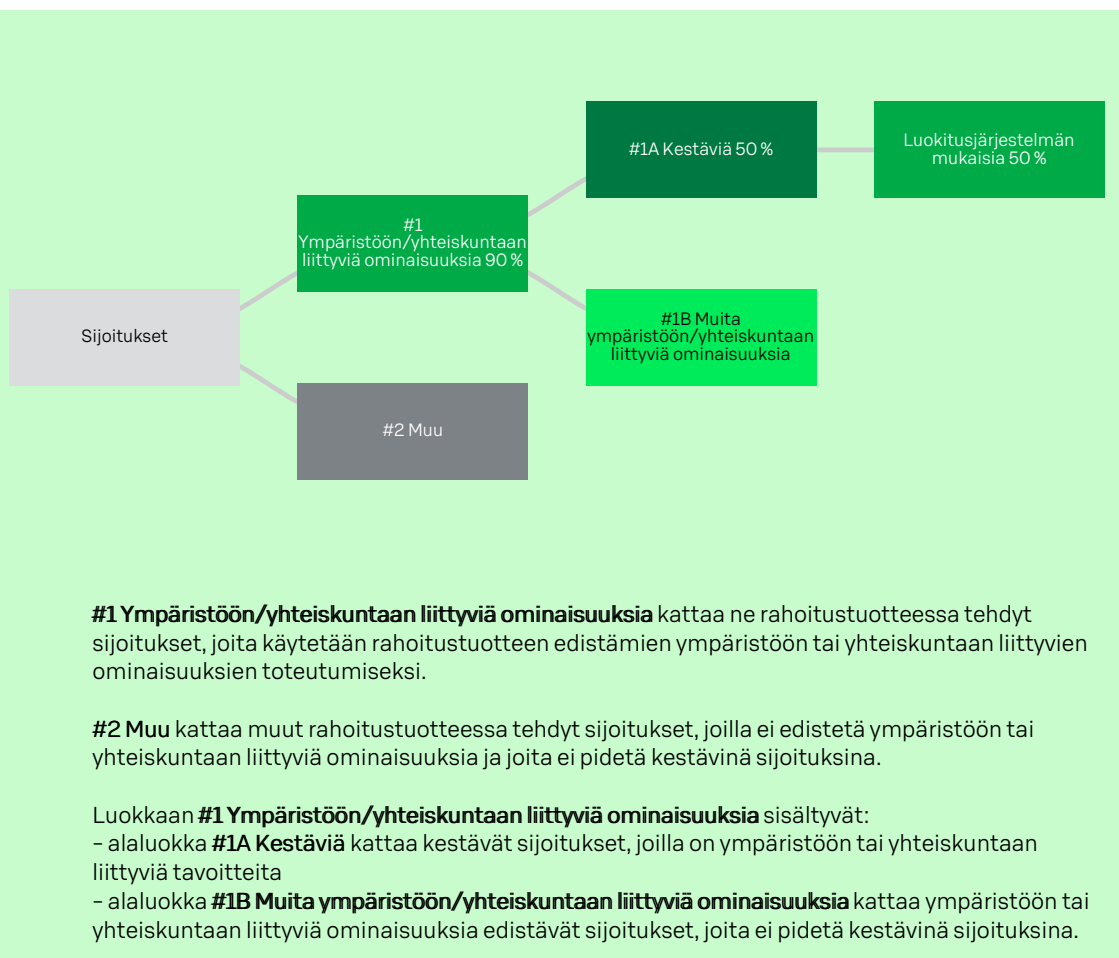 #1A Kestäviä 50 %
Luokitusjärjestelmän
mukaisia 50 %
#1
Ympäristöön/yhteiskuntaan
liittyviä ominaisuuksia 90 %
Sijoitukset
#1B Muita
ympäristöön/yhteiskuntaan
liittyviä ominaisuuksia
#2 Muu
#1 Ympäristöön/yhteiskuntaan liittyviä ominaisuuksia kattaa ne rahoitustuotteessa tehdyt
sijoitukset, joita käytetään rahoitustuotteen edistämien ympäristöön tai yhteiskuntaan liittyvien
ominaisuuksien toteutumiseksi.
#2 Muu kattaa muut rahoitustuotteessa tehdyt sijoitukset, joilla ei edistetä ympäristöön tai
yhteiskuntaan liittyviä ominaisuuksia ja joita ei pidetä kestävinä sijoituksina.
Luokkaan #1 Ympäristöön/yhteiskuntaan liittyviä ominaisuuksia sisältyvät:
- alaluokka #1A Kestäviä kattaa kestävät sijoitukset, joilla on ympäristöön tai yhteiskuntaan
liittyviä tavoitteita
- alaluokka #1B Muita ympäristöön/yhteiskuntaan liittyviä ominaisuuksia kattaa ympäristöön tai
yhteiskuntaan liittyviä ominaisuuksia edistävät sijoitukset, joita ei pidetä kestävinä sijoituksina.